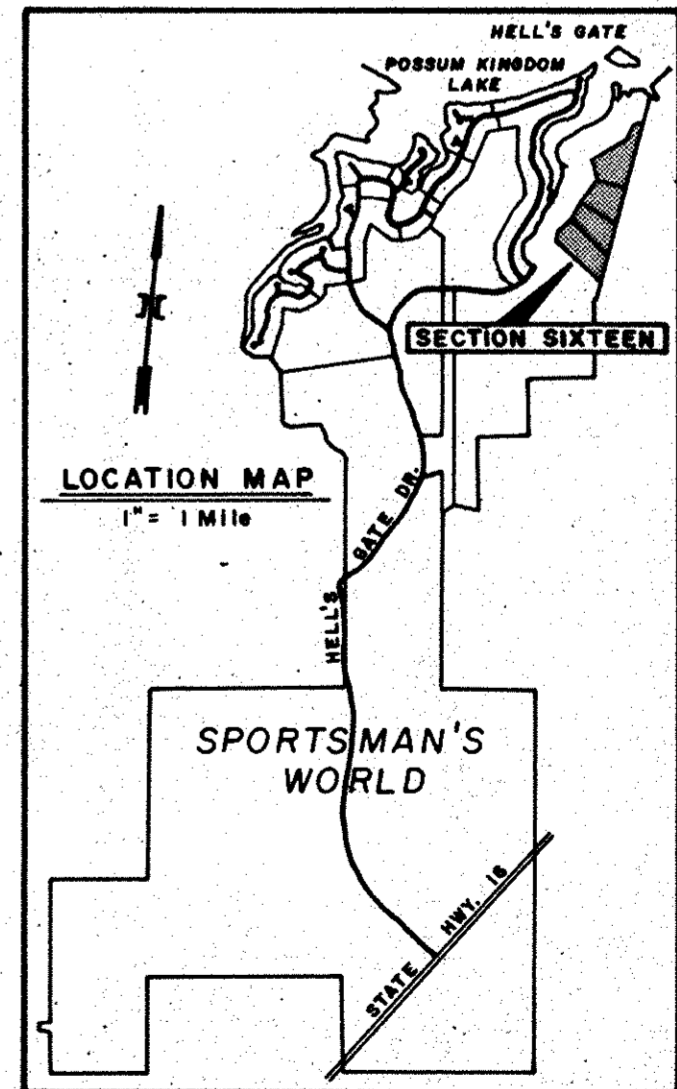 HELL'S GATE
POSSUM KINGDOM
LAKE
N
SECTION SIXTEEN
LOCATION MAP
1" = 1 Mile
HELL'S GATE DR.
SPORTSMAN'S
WORLD
STATE HWY. 16